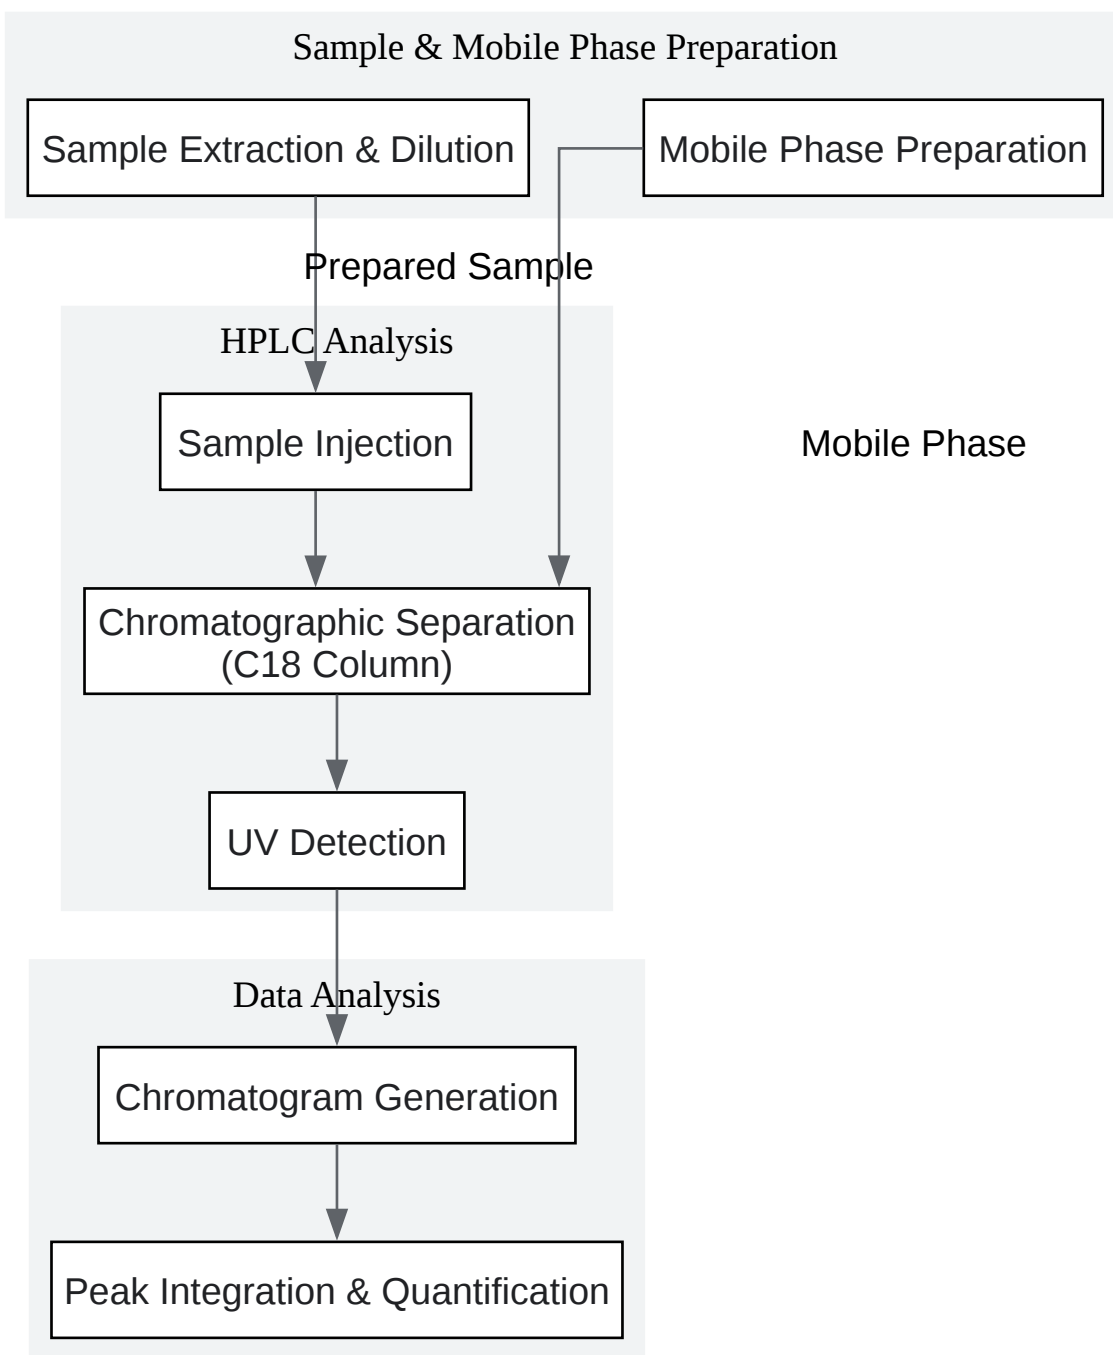 Sample & Mobile Phase Preparation
Sample Extraction & Dilution
Mobile Phase Preparation
Prepared Sample
HPLC Analysis
Sample Injection
Mobile Phase
Chromatographic Separation
(C18 Column)
UV Detection
Data Analysis
Chromatogram Generation
Peak Integration & Quantification